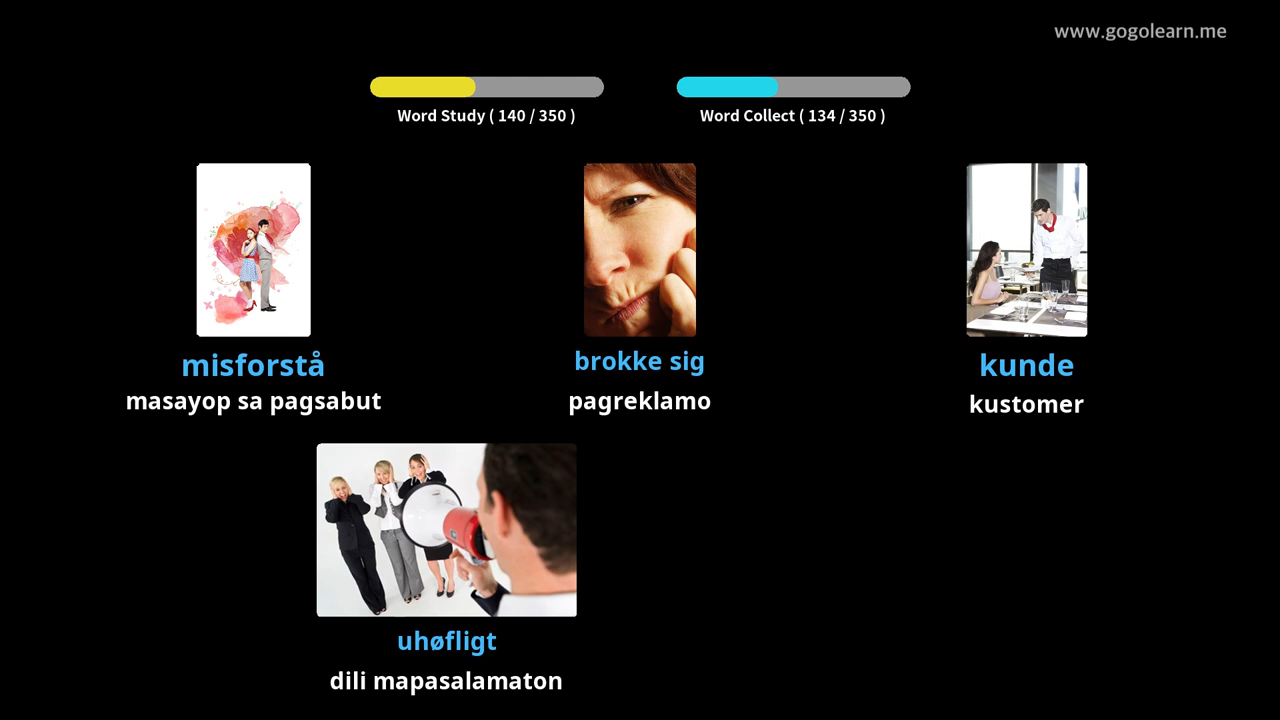 www.gogolearn.me
Word Study ( 140 / 350 )
Word Collect ( 134 / 350 )
misforstå
masayop sa pagsabut
brokke sig
pagreklamo
kunde
kustomer
uhøfligt
dili mapasalamaton